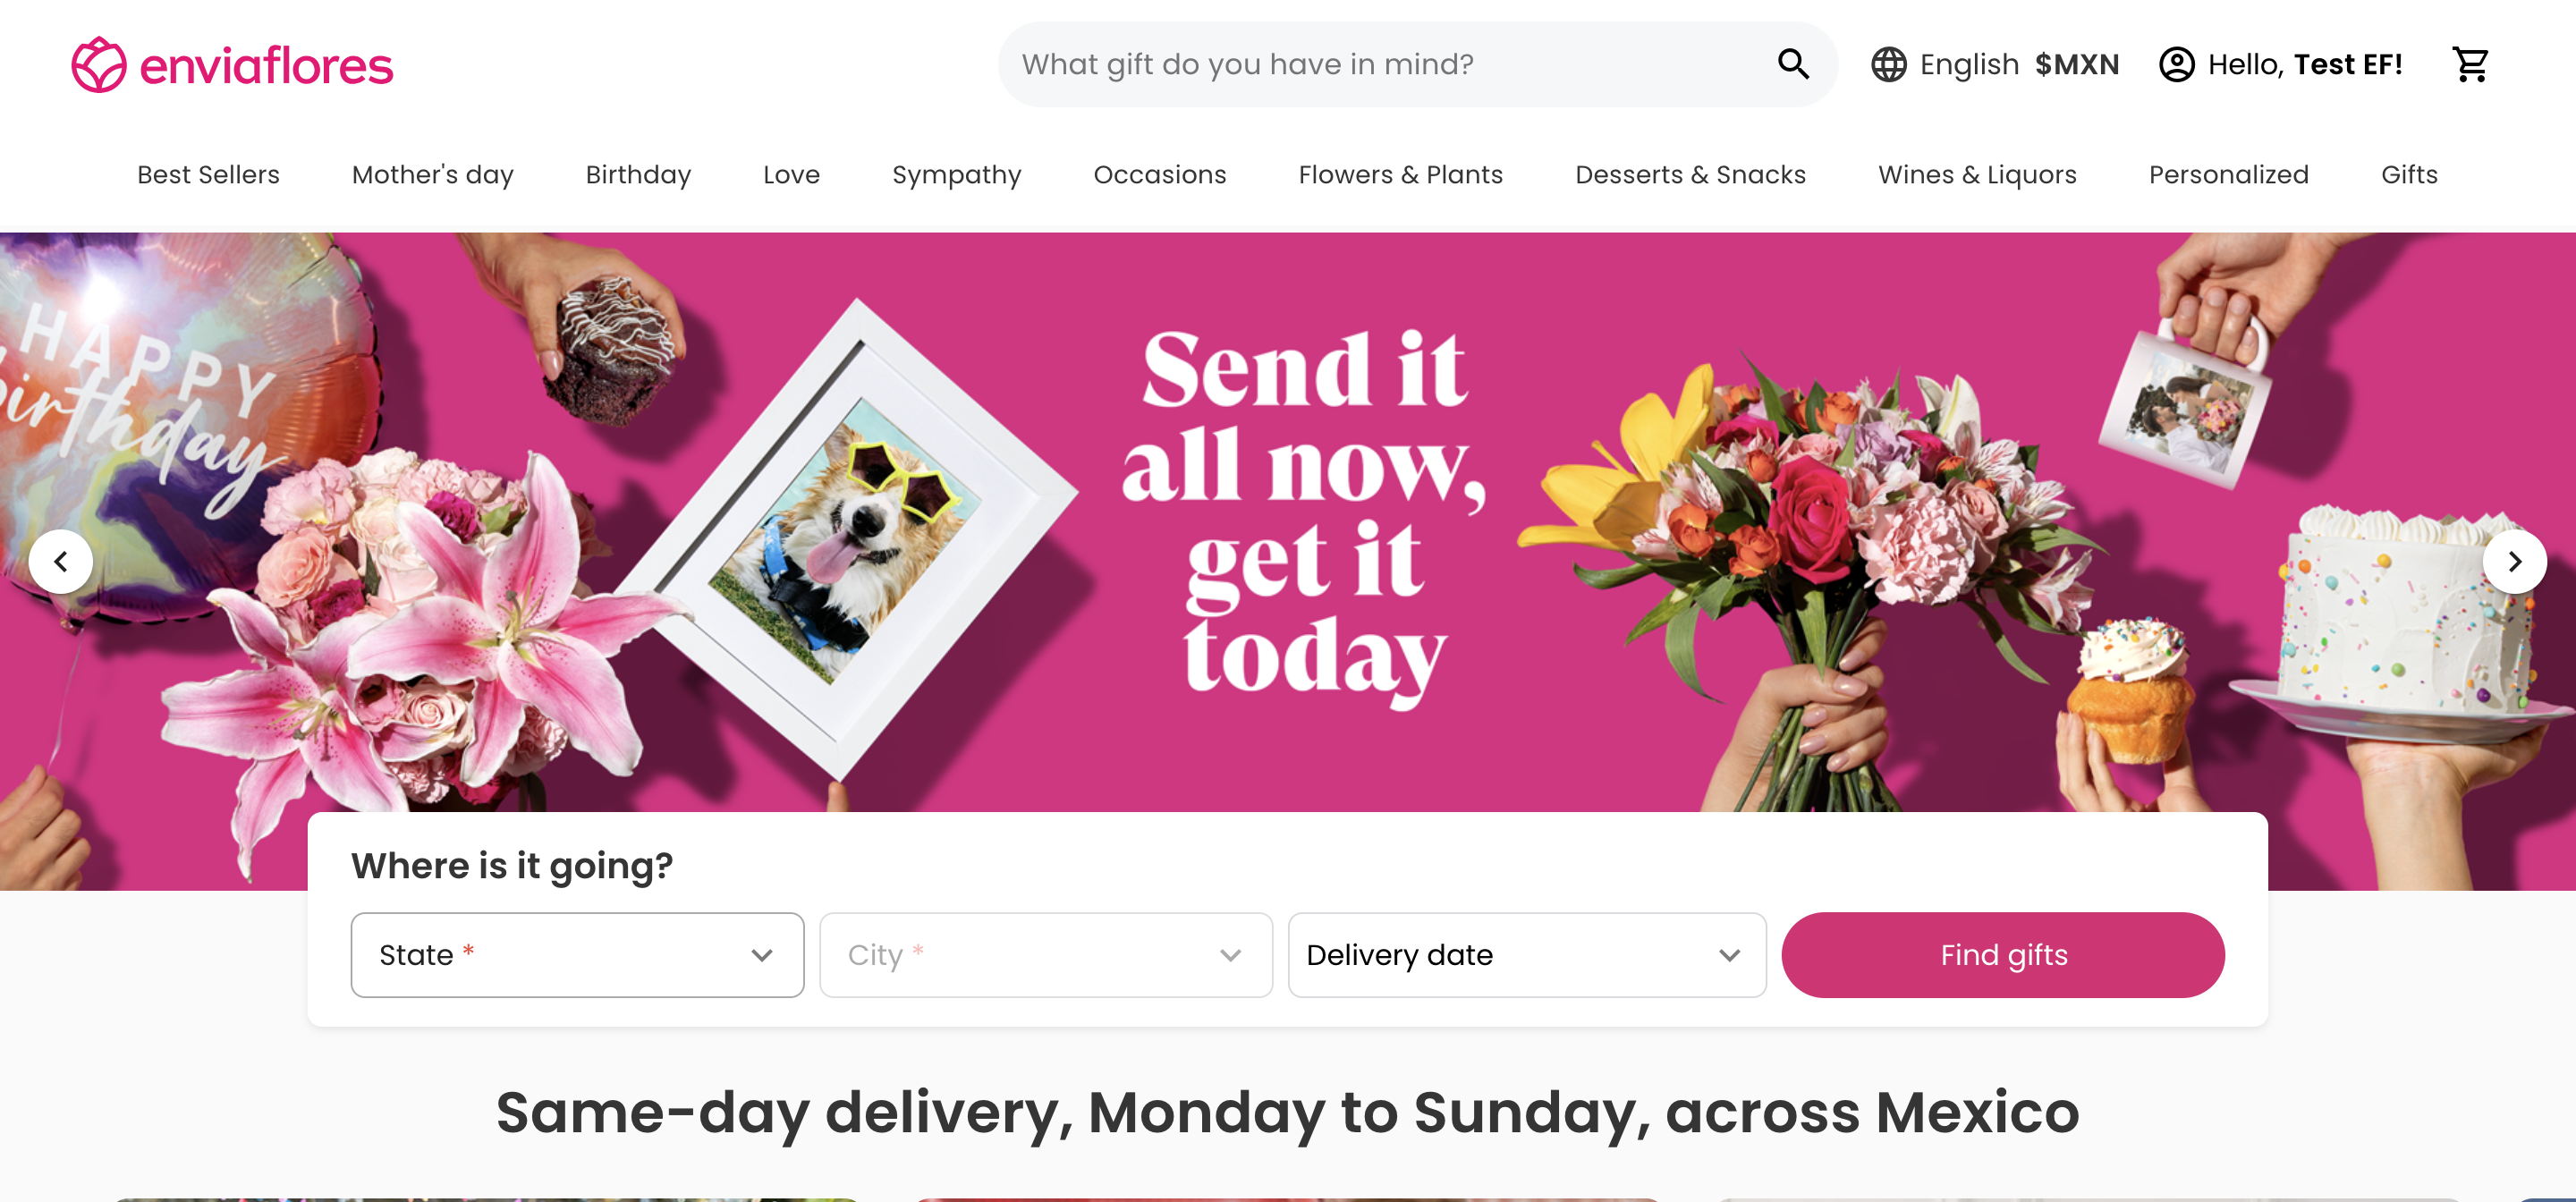 enviaflores
What gift do you have in mind?
English $MXN
Hello, Test EF!
Best Sellers
Mother's day
Birthday
Love
Sympathy
Occasions
Flowers & Plants
Desserts & Snacks
Wines & Liquors
Personalized
Gifts
HAPPY
birthday
Send it
all now,
get it
today
Where is it going?
State *
City *
Delivery date
Find gifts
Same-day delivery, Monday to Sunday, across Mexico